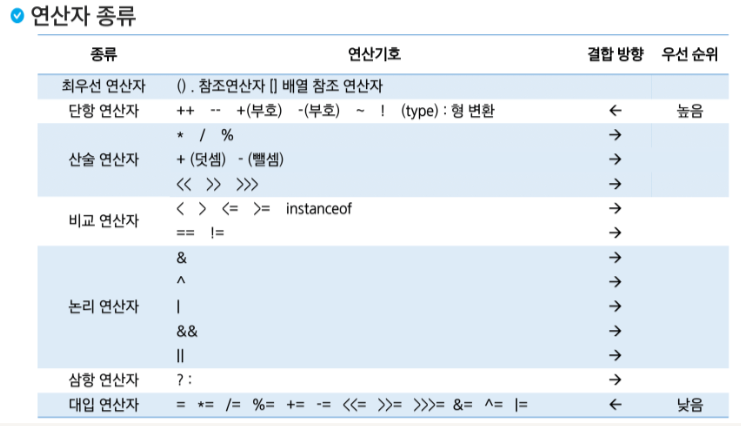 연산자 종류
종류 연산기호 결합 방향 우선 순위
최우선 연산자 () . 참조연산자 [] 배열 참조 연산자
단항 연산자 ++ -- +(부호) -(부호) ~ ! (type) : 형 변환 ← 높음
* / % →
산술 연산자 + (덧셈) - (뺄셈) →
<< >> >>> →
비교 연산자 < > <= >= instanceof →
== != →
& →
^ →
논리 연산자 | →
&& →
|| →
삼항 연산자 ? : →
대입 연산자 = *= /= %= += -= <<= >>= >>>= &= ^= |= ← 낮음